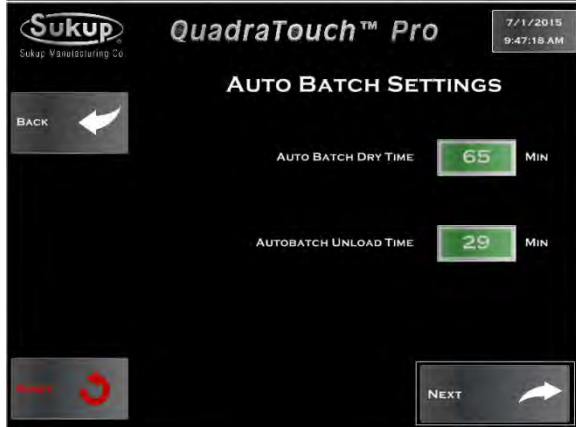 Sukup
Sukup Manufacturing Co.
QuadraTouch™ Pro
7/1/2015
9:47:18 AM
AUTO BATCH SETTINGS
BACK
AUTO BATCH DRY TIME 65 MIN
AUTOBATCH UNLOAD TIME 29 MIN
NEXT